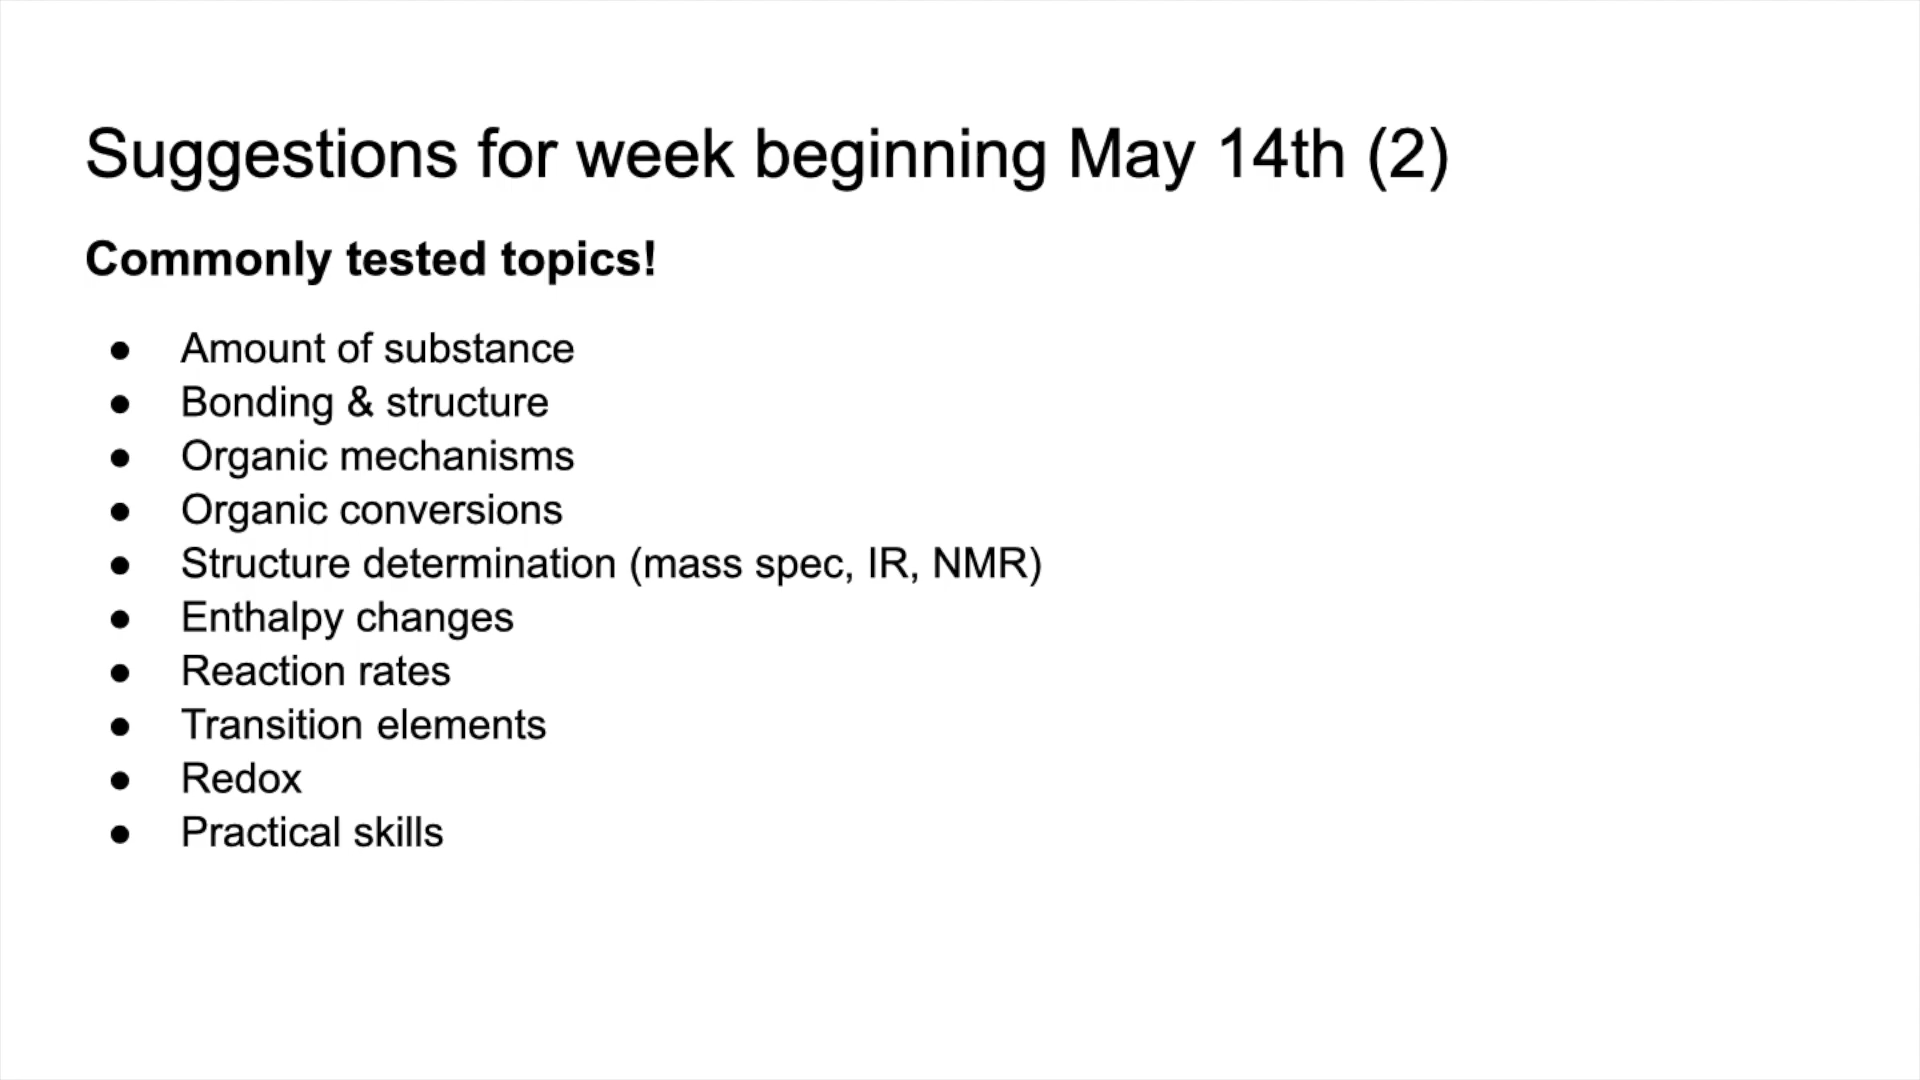 Suggestions for week beginning May 14th (2)
Commonly tested topics!
● Amount of substance
● Bonding & structure
● Organic mechanisms
● Organic conversions
● Structure determination (mass spec, IR, NMR)
● Enthalpy changes
● Reaction rates
● Transition elements
● Redox
● Practical skills